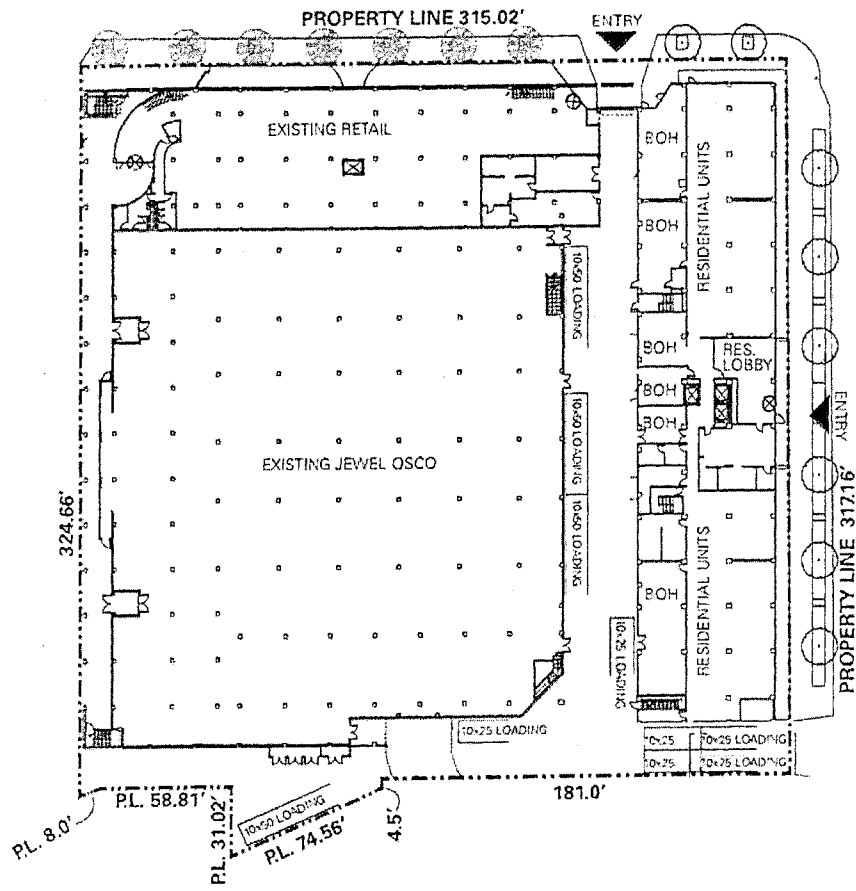 PROPERTY LINE 315.02'
ENTRY
EXISTING RETAIL
BOH
BOH
RESIDENTIAL UNITS
10x50 LOADING
BOH
RES.
LOBBY
BOH
BOH
ENTRY
10x50 LOADING
EXISTING JEWEL OSCO
324.66'
10x50 LOADING
PROPERTY LINE 317.16'
BOH
RESIDENTIAL UNITS
10x25 LOADING
10x25 LOADING
10x25
10x25 LOADING
10x25
10x25 LOADING
P.L. 58.81'
181.0'
P.L. 8.0'
P.L. 31.02'
10x50 LOADING
P.L. 74.56'
4.5'